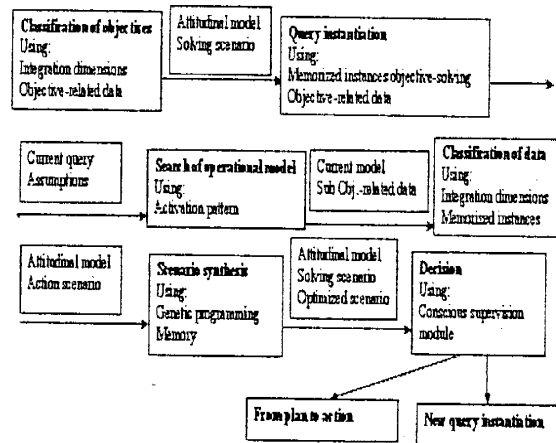 Classification of objectives
Using:
Integration dimensions
Objective-related data
Attitudinal model
Solving scenario
Query instantiation
Using:
Memorized instances objective-solving
Objective-related data
Current query
Assumptions
Search of operational model
Using:
Activation pattern
Current model
Sub Obj.-related data
Classification of data
Using:
Integration dimensions
Memorized instances
Attitudinal model
Action scenario
Scenario synthesis
Using:
Genetic programming
Memory
Attitudinal model
Solving scenario
Optimized scenario
Decision
Using:
Conscious supervision
module
From plan to action
New query instantiation